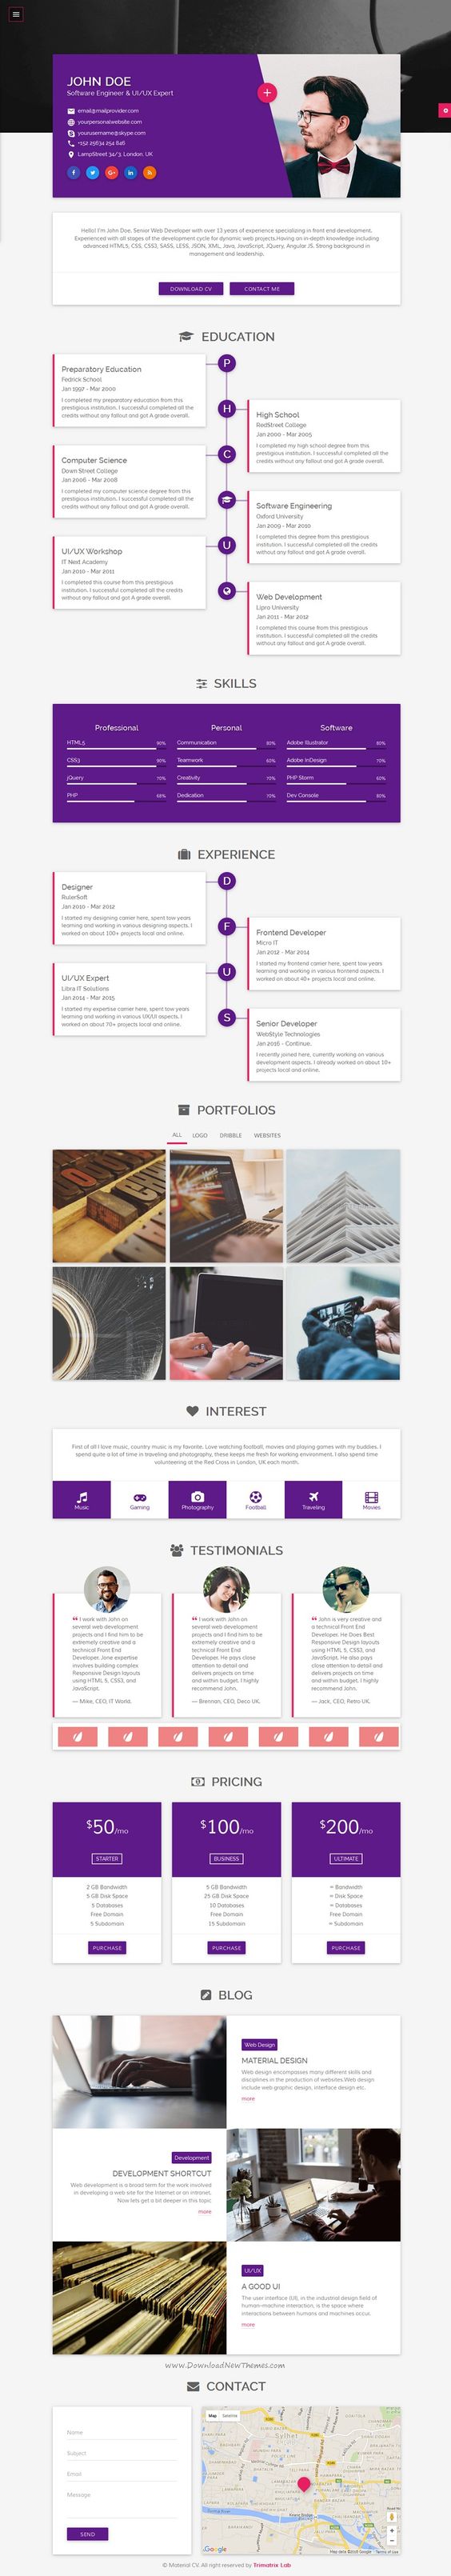 JOHN DOE
Software Engineer & UI/UX Expert
email@mailprovider.com
yourpersonalwebsite.com
yourusername@skype.com
+152 25634 254 846
LampStreet 34/3, London, UK
Hello! I'm John Doe, Senior Web Developer with over 13 years of experience specializing in front end development.
Experienced with all stages of the development cycle for dynamic web projects.Having an in-depth knowledge including
advanced HTML5, CSS, CSS3, SASS, LESS, JSON, XML, Java, JavaScript, JQuery, Angular JS. Strong background in
management and leadership.
DOWNLOAD CV
CONTACT ME
EDUCATION
P
Preparatory Education
Fedrick School
Jan 1997 - Mar 2000
I completed my preparatory education from this
prestigious institution. I successful completed all the
credits without any fallout and got A grade overall.
H
High School
RedStreet College
Jan 2000 - Mar 2005
I completed my high school degree from this
prestigious institution. I successful completed all the
credits without any fallout and got A grade overall.
C
Computer Science
Down Street College
Jan 2006 - Mar 2008
I completed my computer science degree from this
prestigious institution. I successful completed all the
credits without any fallout and got A grade overall.
Software Engineering
Oxford University
Jan 2009 - Mar 2010
I completed this degree from this prestigious
institution. I successful completed all the credits
without any fallout and got A grade overall.
U
UI/UX Workshop
IT Next Academy
Jan 2010 - Mar 2011
I completed this course from this prestigious
institution. I successful completed all the credits
without any fallout and got A grade overall.
Web Development
Lipro University
Jan 2011 - Mar 2012
I completed this course from this prestigious
institution. I successful completed all the credits
without any fallout and got A grade overall.
SKILLS
Professional
HTML5 90%
CSS3 90%
jQuery 70%
PHP 68%
Personal
Communication 80%
Teamwork 60%
Creativity 70%
Dedication 70%
Software
Adobe Illustrator 80%
Adobe InDesign 70%
PHP Storm 60%
Dev Console 80%
EXPERIENCE
D
Designer
RulerSoft
Jan 2010 - Mar 2012
I started my designing carrer here, spent tow years
learning and working in various designing aspects. I
worked on about 100+ projects local and online.
F
Frontend Developer
Micro IT
Jan 2012 - Mar 2014
I started my frontend carrer here, spent tow years
learning and working in various frontend aspects. I
worked on about 40+ projects local and online.
U
UI/UX Expert
Libra IT Solutions
Jan 2014 - Mar 2015
I started my expertise carrer here, spent tow years
learning and working in various UX/UI aspects. I
worked on about 70+ projects local and online.
S
Senior Developer
WebStyle Technologies
Jan 2016 - Continue.
I recently joined here, currently working on various
development aspects. I already worked on about 10+
projects local and online.
PORTFOLIOS
ALL LOGO DRIBBLE WEBSITES
INTEREST
First of all I love music, country music is my favorite. Love watching football, movies and playing games with my buddies. I
spend quite a lot of time in traveling and photography, these keeps me fresh for working envirionment. I also spend time
volunteering at the Red Cross in London, UK each month.
Music
Gaming
Photography
Football
Traveling
Movies
TESTIMONIALS
I work with John on
several web development
projects and I find him to be
extremely creative and a
technical Front End
Developer. Jone expertise
involves building complex
Responsive Design layouts
using HTML 5, CSS3, and
JavaScript.
— Mike, CEO, IT World.
I work with John on
several web development
projects and I find him to be
extremely creative and a
technical Front End
Developer. He pays close
attention to detail and
delivers projects on time
and within budget. I highly
recommend John.
— Brennan, CEO, Deco UK.
John is very creative and
a technical Front End
Developer. He Does Best
Responsive Design layouts
using HTML 5, CSS3, and
JavaScript. He also pays
close attention to detail and
delivers projects on time
and within budget. I highly
recommend John.
— Jack, CEO, Retro UK.
PRICING
$50/mo
STARTER
2 GB Bandwidth
5 GB Disk Space
5 Databases
Free Domain
5 Subdomain
PURCHASE
$100/mo
BUSINESS
5 GB Bandwidth
25 GB Disk Space
10 Databases
Free Domain
15 Subdomain
PURCHASE
$200/mo
ULTIMATE
∞ Bandwidth
∞ Disk Space
∞ Databases
Free Domain
∞ Subdomain
PURCHASE
BLOG
Web Design
MATERIAL DESIGN
Web design encompasses many different skills and
disciplines in the production of websites.Web design
include web graphic design, interface design etc.
more
Development
DEVELOPMENT SHORTCUT
Web development is a broad term for the work involved
in developing a web site for the Internet or an intranet.
Now lets get a bit deeper in this topic.
more
UI/UX
A GOOD UI
The user interface (UI), in the industrial design field of
human–machine interaction, is the space where
interactions between humans and machines occur.
more
www.DownloadNewThemes.com
CONTACT
Name
Subject
Email
Message
SEND
Map Satellite
Sylhet
Google
Terms of Use
© Material CV. All right reserved by Trimatrix Lab